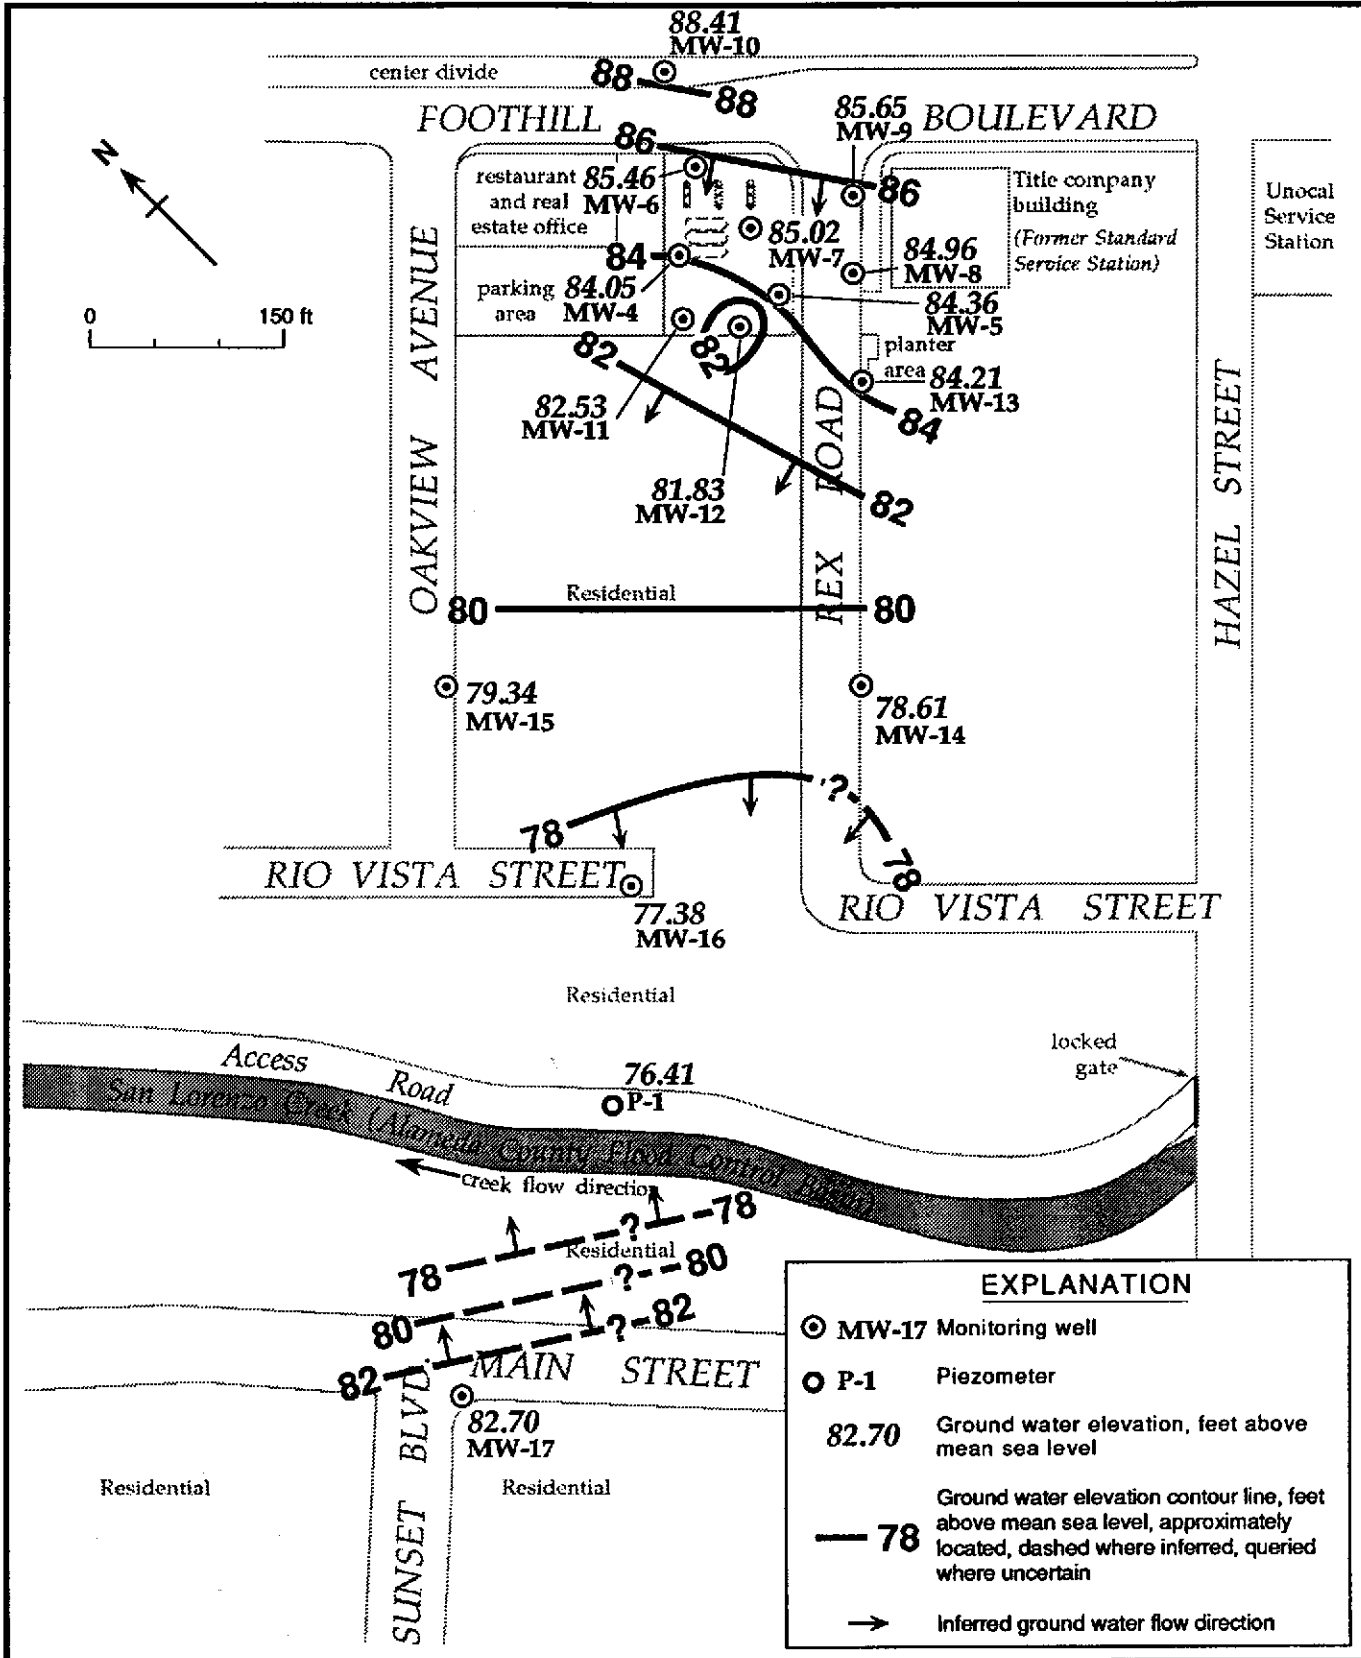 88.41
MW-10
center divide
88
88
FOOTHILL
BOULEVARD
85.65
MW-9
N
86
86
restaurant
and real
estate office
85.46
MW-6
Title company
building
(Former Standard
Service Station)
Unocal
Service
Station
85.02
MW-7
84.96
MW-8
84
parking
area
84.05
MW-4
84.36
MW-5
0
150 ft
OAKVIEW AVENUE
82
82
planter
area
84.21
MW-13
84
82.53
MW-11
81.83
MW-12
82
REX ROAD
HAZEL STREET
Residential
80
80
79.34
MW-15
78.61
MW-14
?
78
78
RIO VISTA STREET
77.38
MW-16
RIO VISTA STREET
Residential
locked
gate
Access Road
76.41
P-1
San Lorenzo Creek (Alameda County Flood Control Basin)
creek flow direction
78
?
78
Residential
80
?
80
82
?
82
MAIN STREET
SUNSET BLVD.
82.70
MW-17
Residential
Residential
EXPLANATION
MW-17 Monitoring well
P-1 Piezometer
82.70 Ground water elevation, feet above
mean sea level
Ground water elevation contour line, feet
78 above mean sea level, approximately
located, dashed where inferred, queried
where uncertain
Inferred ground water flow direction